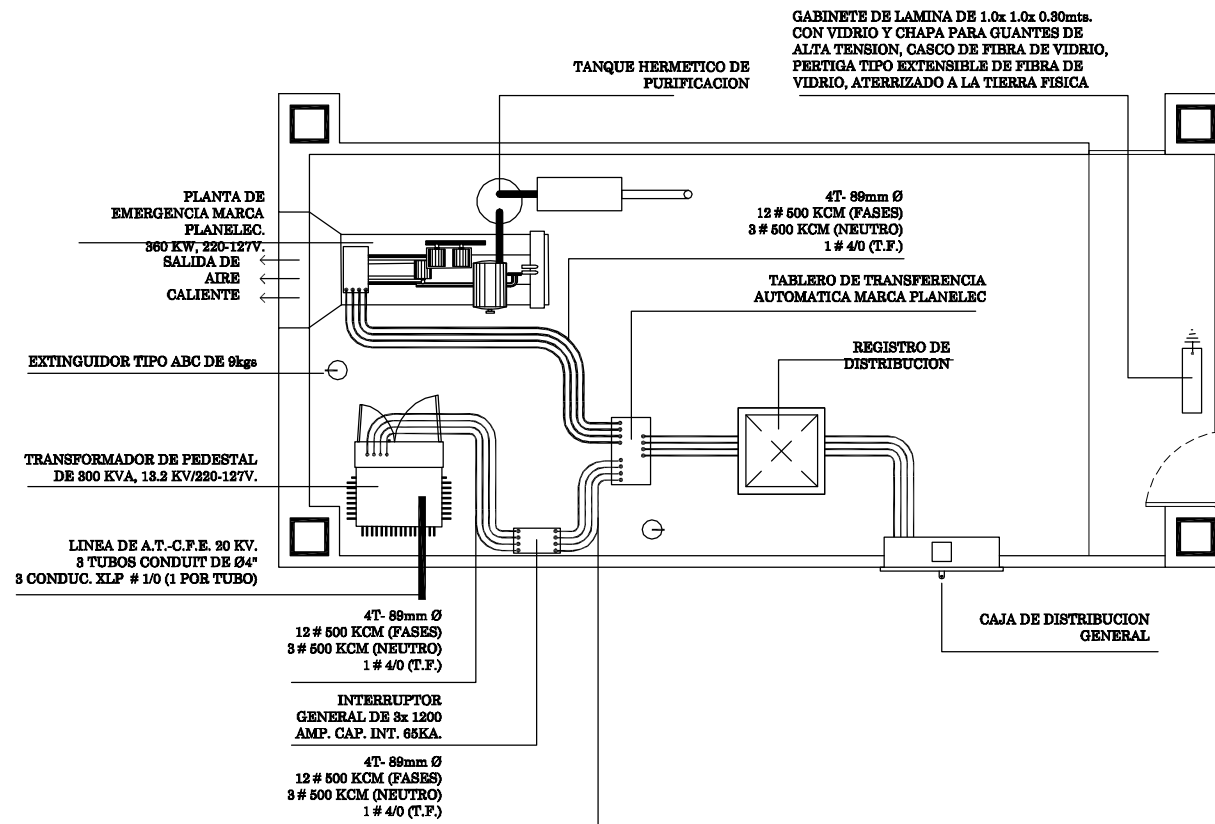 GABINETE DE LAMINA DE 1.0x 1.0x 0.30mts.
CON VIDRIO Y CHAPA PARA GUANTES DE
ALTA TENSION, CASCO DE FIBRA DE VIDRIO,
PERTIGA TIPO EXTENSIBLE DE FIBRA DE
VIDRIO, ATERRIZADO A LA TIERRA FISICA
TANQUE HERMETICO DE
PURIFICACION
PLANTA DE
EMERGENCIA MARCA
PLANELEC.
360 KW, 220-127V.
SALIDA DE
AIRE
CALIENTE
4T- 89mm Ø
12 # 500 KCM (FASES)
3 # 500 KCM (NEUTRO)
1 # 4/0 (T.F.)
TABLERO DE TRANSFERENCIA
AUTOMATICA MARCA PLANELEC
REGISTRO DE
DISTRIBUCION
EXTINGUIDOR TIPO ABC DE 9kgs
TRANSFORMADOR DE PEDESTAL
DE 300 KVA, 13.2 KV/220-127V.
LINEA DE A.T.-C.F.E. 20 KV.
3 TUBOS CONDUIT DE Ø4"
3 CONDUC. XLP # 1/0 (1 POR TUBO)
4T- 89mm Ø
12 # 500 KCM (FASES)
3 # 500 KCM (NEUTRO)
1 # 4/0 (T.F.)
CAJA DE DISTRIBUCION
GENERAL
INTERRUPTOR
GENERAL DE 3x 1200
AMP. CAP. INT. 65KA.
4T- 89mm Ø
12 # 500 KCM (FASES)
3 # 500 KCM (NEUTRO)
1 # 4/0 (T.F.)